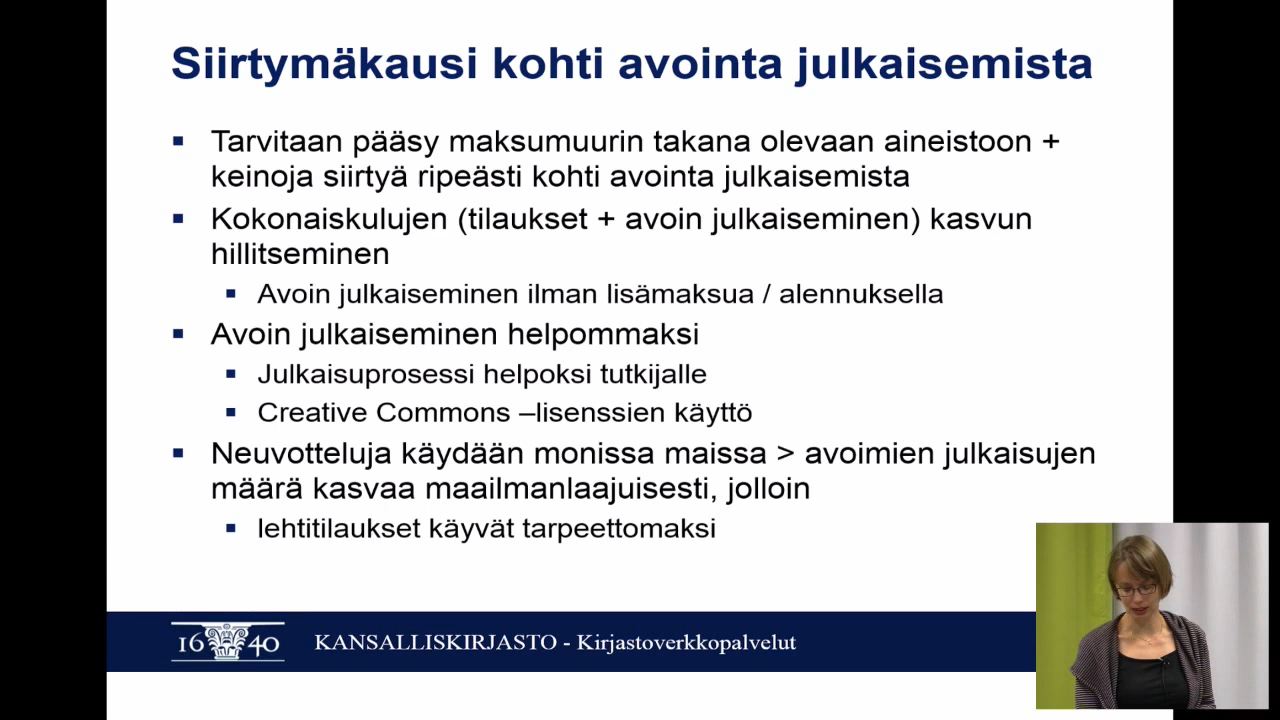 Siirtymäkausi kohti avointa julkaisemista
Tarvitaan pääsy maksumuurin takana olevaan aineistoon +
keinoja siirtyä ripeästi kohti avointa julkaisemista
Kokonaiskulujen (tilaukset + avoin julkaiseminen) kasvun
hillitseminen
Avoin julkaiseminen ilman lisämaksua / alennuksella
Avoin julkaiseminen helpommaksi
Julkaisuprosessi helpoksi tutkijalle
Creative Commons –lisenssien käyttö
Neuvotteluja käydään monissa maissa > avoimien julkaisujen
määrä kasvaa maailmanlaajuisesti, jolloin
lehtitilaukset käyvät tarpeettomaksi
16 40
KANSALLISKIRJASTO - Kirjastoverkkopalvelut